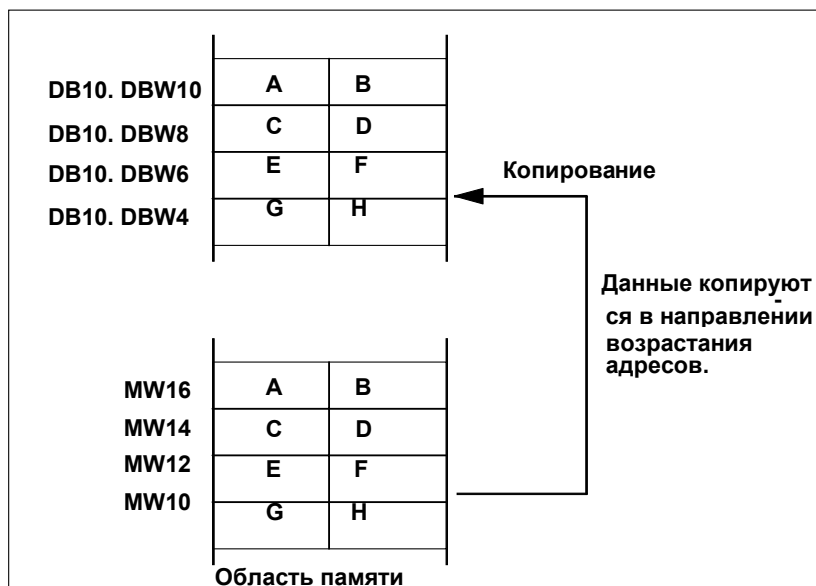 DB10. DBW10 A B
DB10. DBW8 C D
DB10. DBW6 E F
DB10. DBW4 G H
Копирование
Данные копируют
-
ся в направлении
возрастания
адресов.
MW16 A B
MW14 C D
MW12 E F
MW10 G H
Область памяти